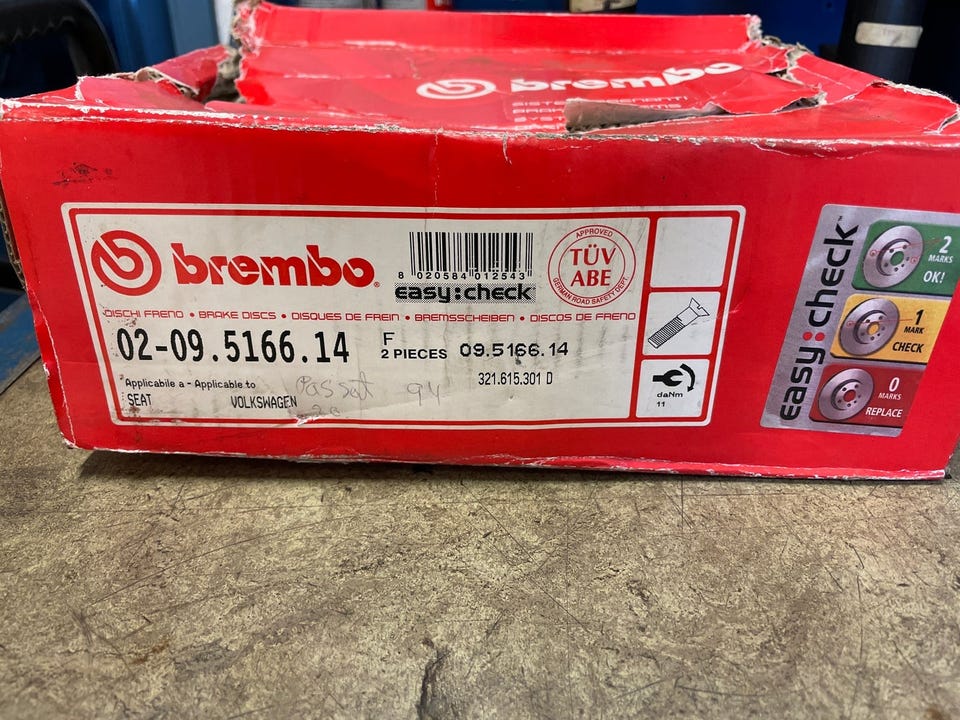 brembo
brembo
8 020584 012543
easy:check
APPROVED
TÜV
ABE
GERMAN ROAD SAFETY DEPT.
DISCHI FRENO • BRAKE DISCS • DISQUES DE FREIN • BREMSSCHEIBEN • DISCOS DE FRENO
02-09.5166.14
F
2 PIECES 09.5166.14
321.615.301 D
Applicabile a - Applicable to
SEAT VOLKSWAGEN
Passat 94
daNm
11
easy:check™
2
MARKS
OK!
1
MARK
CHECK
0
MARKS
REPLACE